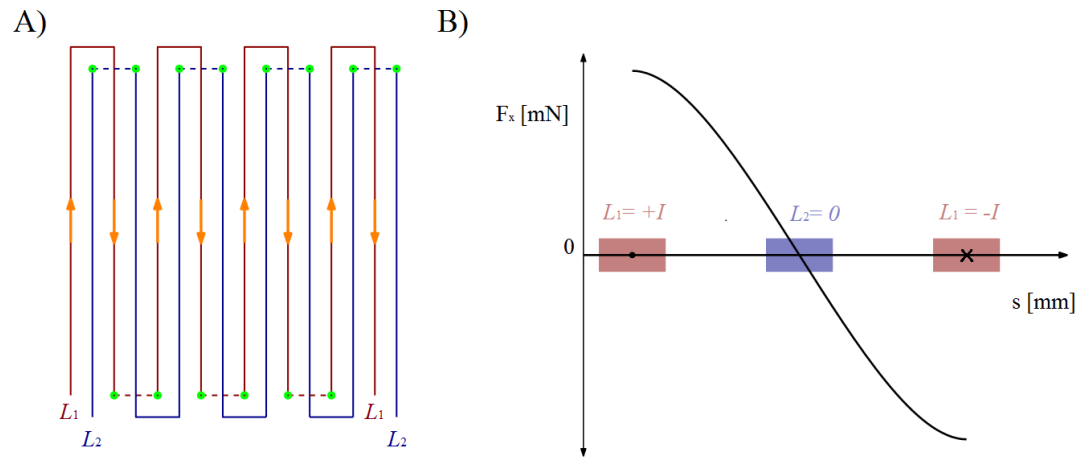 A)
L1
L2
L1
L2
B)
Fx [mN]
L1= +I
L2= 0
L1 = -I
0
s [mm]